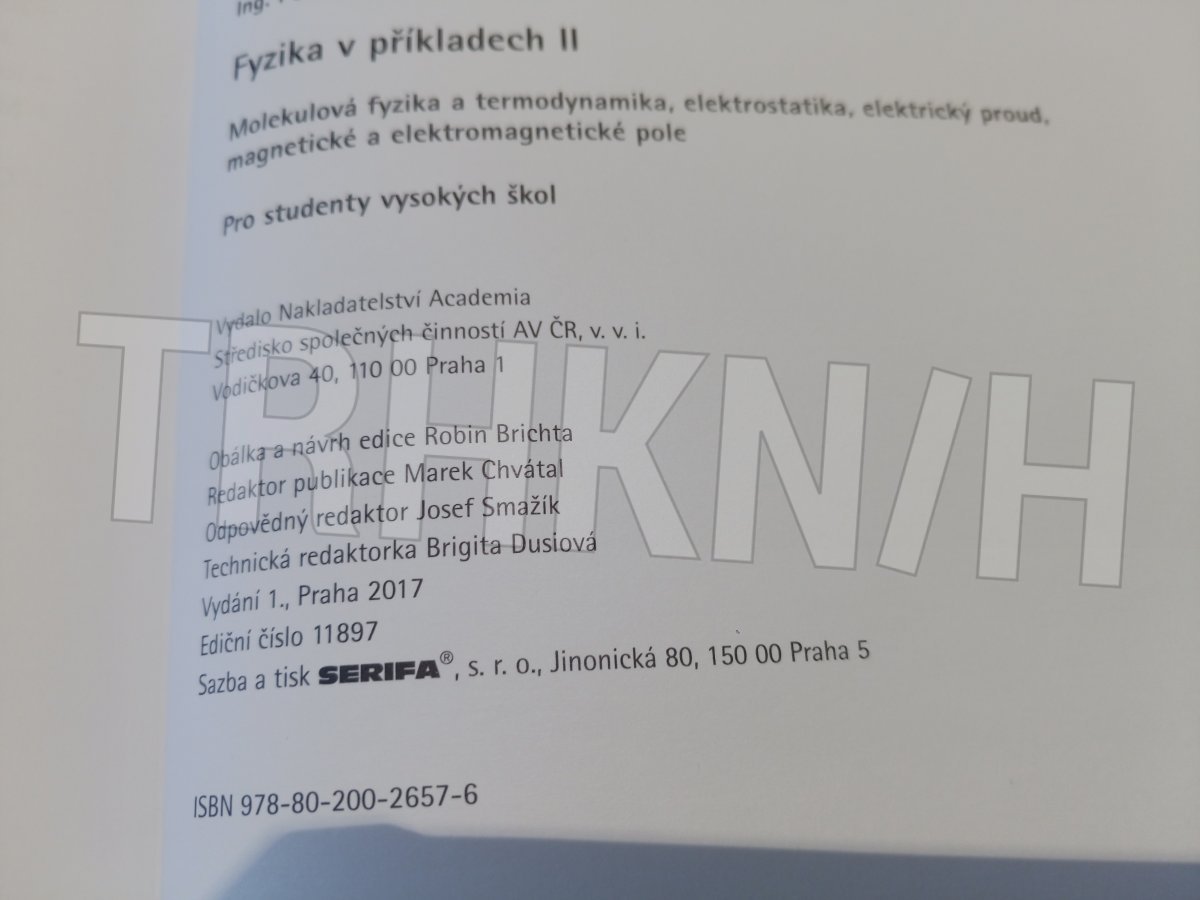 Ing.
Fyzika v příkladech II
Molekulová fyzika a termodynamika, elektrostatika, elektrický proud,
magnetické a elektromagnetické pole
Pro studenty vysokých škol
Vydalo Nakladatelství Academia
Středisko společných činností AV ČR, v. v. i.
Vodičkova 40, 110 00 Praha 1
Obálka a návrh edice Robin Brichta
Redaktor publikace Marek Chvátal
Odpovědný redaktor Josef Smažík
Technická redaktorka Brigita Dusiová
Vydání 1., Praha 2017
Ediční číslo 11897
Sazba a tisk SERIFA®, s. r. o., Jinonická 80, 150 00 Praha 5
ISBN 978-80-200-2657-6
TRHKN/H